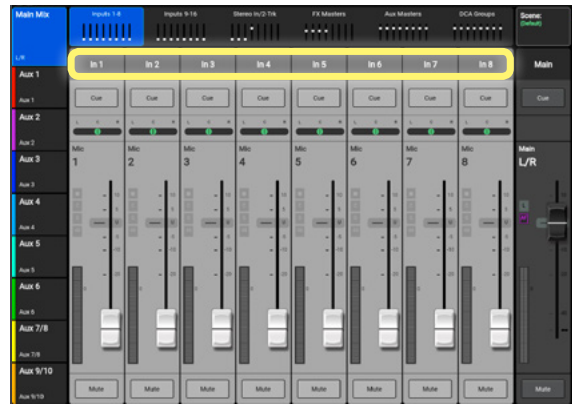 Main Mix
L/R
Inputs 1-8
Inputs 9-16
Stereo In/2-Trk
FX Masters
Aux Masters
DCA Groups
Scene:
(Default)
In 1
In 2
In 3
In 4
In 5
In 6
In 7
In 8
Main
Cue
Cue
Cue
Cue
Cue
Cue
Cue
Cue
Cue
Aux 1
Aux 1
Aux 2
Aux 2
Aux 3
Aux 3
Aux 4
Aux 4
Aux 5
Aux 5
Aux 6
Aux 6
Aux 7/8
Aux 7/8
Aux 9/10
Aux 9/10
Mic
1
Mic
2
Mic
3
Mic
4
Mic
5
Mic
6
Mic
7
Mic
8
Main
L/R
Mute
Mute
Mute
Mute
Mute
Mute
Mute
Mute
Mute